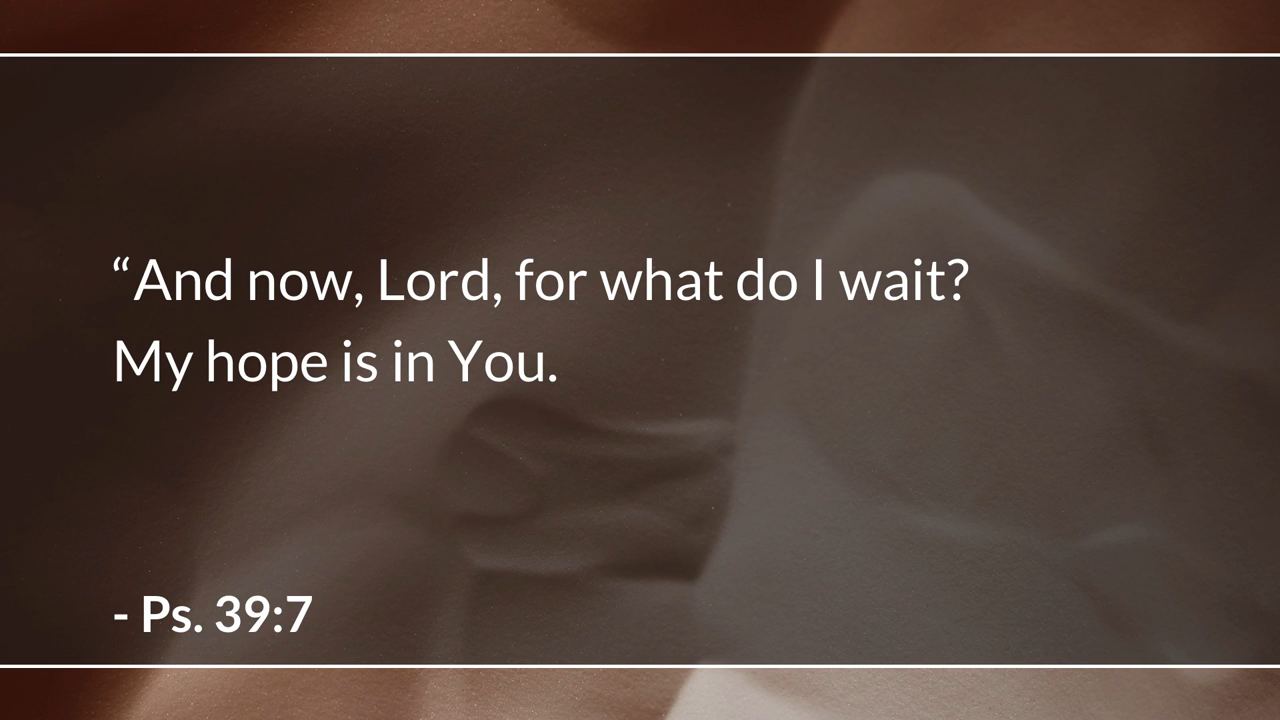 “And now, Lord, for what do I wait?
My hope is in You.
- Ps. 39:7